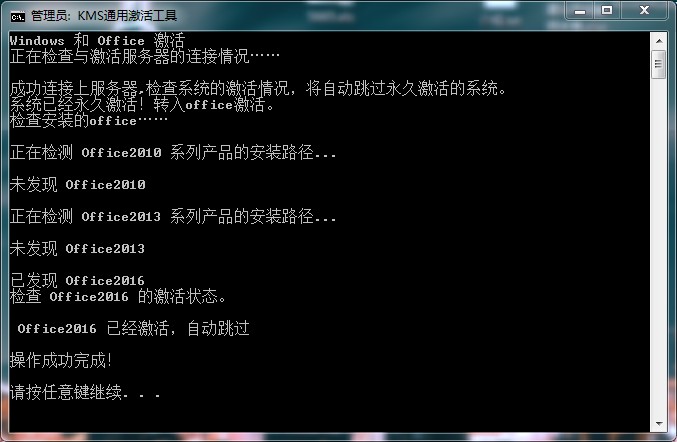 管理员: KMS通用激活工具
Windows 和 Office 激活
正在检查与激活服务器的连接情况……
成功连接上服务器,检查系统的激活情况，将自动跳过永久激活的系统。
系统已经永久激活！转入office激活。
检查安装的office……
正在检测 Office2010 系列产品的安装路径...
未发现 Office2010
正在检测 Office2013 系列产品的安装路径...
未发现 Office2013
已发现 Office2016
检查 Office2016 的激活状态。
Office2016 已经激活，自动跳过
操作成功完成！
请按任意键继续. . .